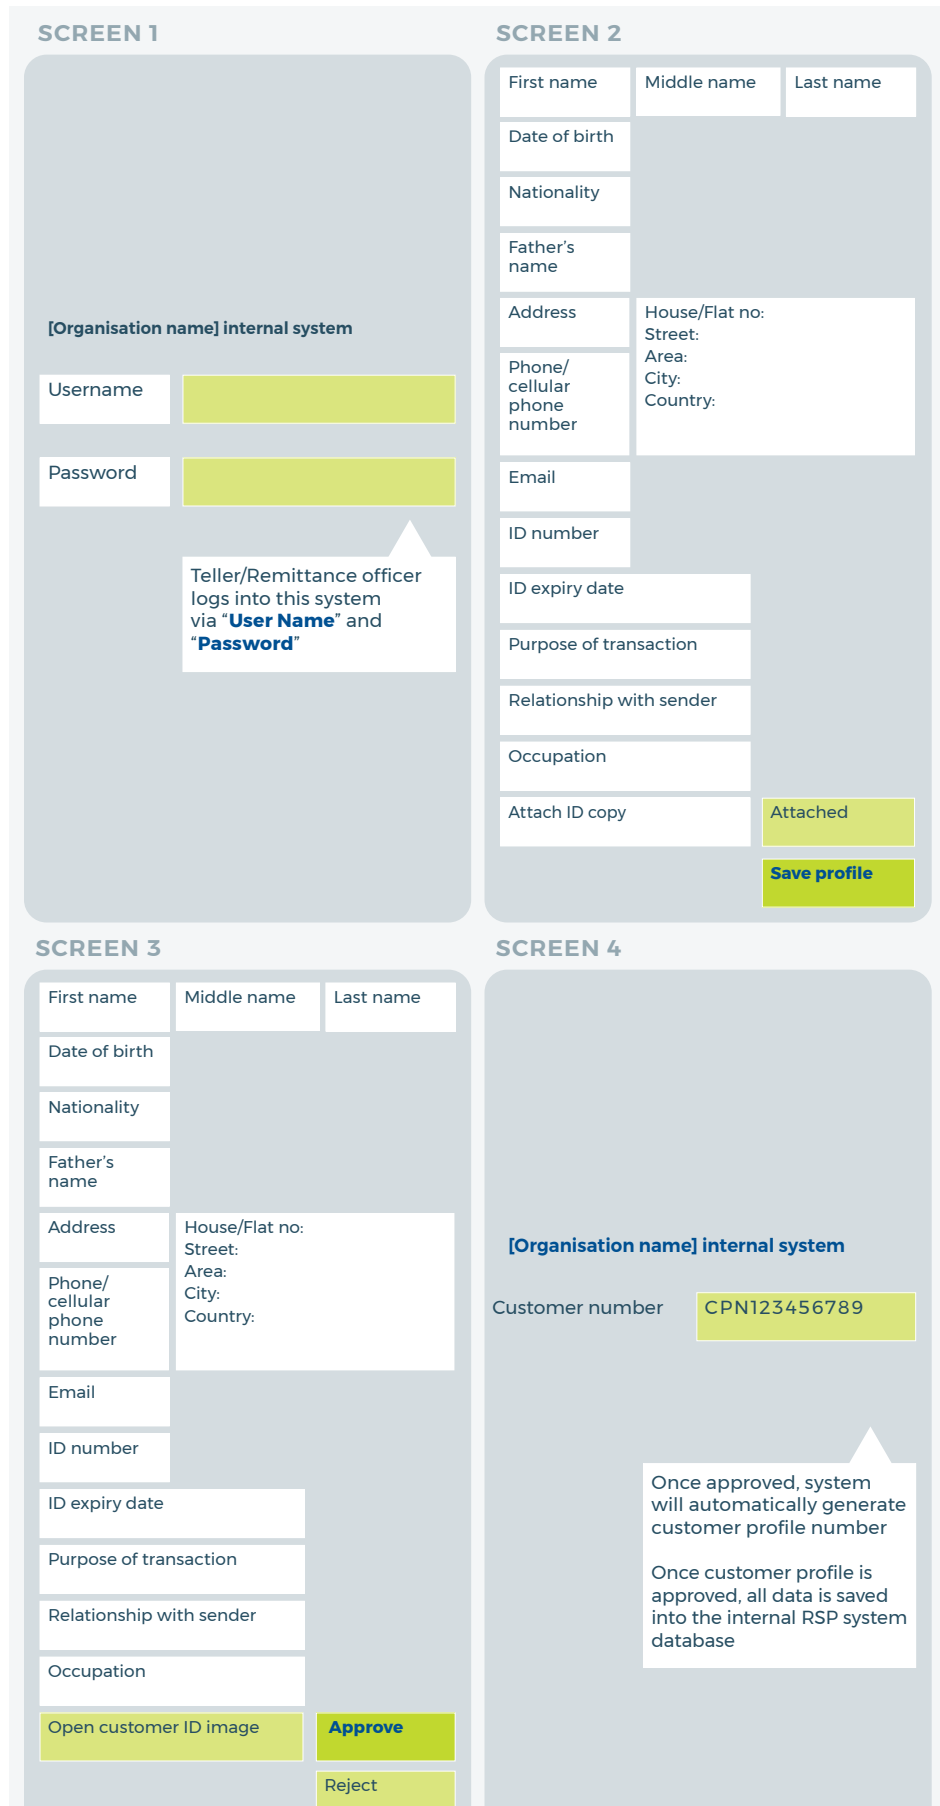 SCREEN 1
[Organisation name] internal system
Username
Password
Teller/Remittance officer
logs into this system
via “User Name” and
“Password”
SCREEN 2
First name
Middle name
Last name
Date of birth
Nationality
Father’s
name
Address
House/Flat no:
Street:
Area:
City:
Country:
Phone/
cellular
phone
number
Email
ID number
ID expiry date
Purpose of transaction
Relationship with sender
Occupation
Attach ID copy
Attached
Save profile
SCREEN 3
First name
Middle name
Last name
Date of birth
Nationality
Father’s
name
Address
House/Flat no:
Street:
Area:
City:
Country:
Phone/
cellular
phone
number
Email
ID number
ID expiry date
Purpose of transaction
Relationship with sender
Occupation
Open customer ID image
Approve
Reject
SCREEN 4
[Organisation name] internal system
Customer number
CPN123456789
Once approved, system
will automatically generate
customer profile number
Once customer profile is
approved, all data is saved
into the internal RSP system
database